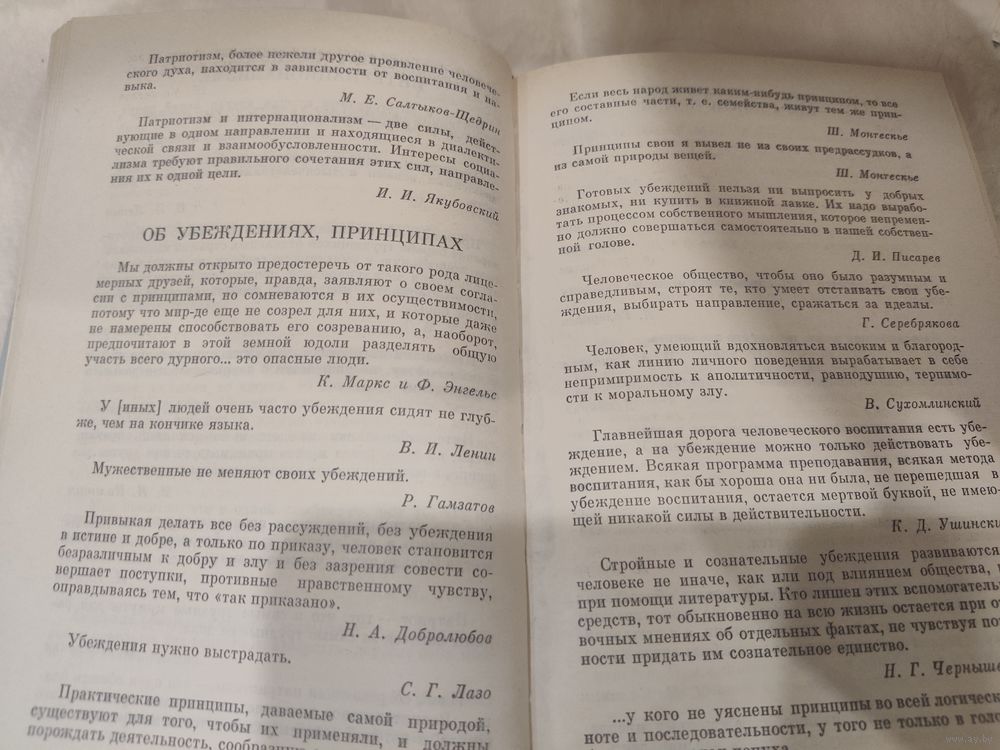 Патриотизм, более нежели другое проявление человече-
ского духа, находится в зависимости от воспитания и на-
выка.
М. Е. Салтыков-Щедрин
Патриотизм и интернационализм — две силы, дейст-
вующие в одном направлении и находящиеся в диалекти-
ческой связи и взаимообусловленности. Интересы социа-
лизма требуют правильного сочетания этих сил, направле-
ния их к одной цели.
И. И. Якубовский
ОБ УБЕЖДЕНИЯХ, ПРИНЦИПАХ
Мы должны открыто предостеречь от такого рода лице-
мерных друзей, которые, правда, заявляют о своем согла-
сии с принципами, но сомневаются в их осуществимости,
потому что мир-де еще не созрел для них, и которые даже
не намерены способствовать его созреванию, а, наоборот,
предпочитают в этой земной юдоли разделять общую
участь всего дурного... это опасные люди.
К. Маркс и Ф. Энгельс
У [иных] людей очень часто убеждения сидят не глуб-
же, чем на кончике языка.
В. И. Ленин
Мужественные не меняют своих убеждений.
Р. Гамзатов
Привыкая делать все без рассуждений, без убеждения
в истине и добре, а только по приказу, человек становится
безразличным к добру и злу и без зазрения совести со-
вершает поступки, противные нравственному чувству,
оправдываясь тем, что «так приказано».
Н. А. Добролюбов
Убеждения нужно выстрадать.
С. Г. Лазо
Практические принципы, даваемые самой природой,
существуют для того, чтобы их применяли, и должны
порождать деятельность,
Если весь народ живет каким-нибудь принципом, то все
его составные части, т. е. семейства, живут тем же прин-
ципом.
Ш. Монтескье
Принципы свои я вывел не из своих предрассудков, а
из самой природы вещей.
Ш. Монтескье
Готовых убеждений нельзя ни выпросить у добрых
знакомых, ни купить в книжной лавке. Их надо вырабо-
тать процессом собственного мышления, которое непремен-
но должно совершаться самостоятельно в нашей собствен-
ной голове.
Д. И. Писарев
Человеческое общество, чтобы оно было разумным и
справедливым, строят те, кто умеет отстаивать свои убе-
ждения, выбирать направление, сражаться за идеалы.
Г. Серебрякова
Человек, умеющий вдохновляться высоким и благород-
ным, как линию личного поведения вырабатывает в себе
непримиримость к аполитичности, равнодушию, терпимо-
сти к моральному злу.
В. Сухомлинский
Главнейшая дорога человеческого воспитания есть убе-
ждение, а на убеждение можно только действовать убе-
ждением. Всякая программа преподавания, всякая метода
воспитания, как бы хороша она ни была, не перешедшая в
убеждение воспитания, остается мертвой буквой, не имею-
щей никакой силы в действительности.
К. Д. Ушински
Стройные и сознательные убеждения развиваются
человеке не иначе, как или под влиянием общества,
при помощи литературы. Кто лишен этих вспомогатель
средств, тот обыкновенно на всю жизнь остается при о
вочных мнениях об отдельных фактах, не чувствуя по
ности придать им сознательное единство.
Н. Г. Черныше
...у кого не уяснены принципы во всей логическ
ноте и последовательности, у того не только в голо
www.ay.by